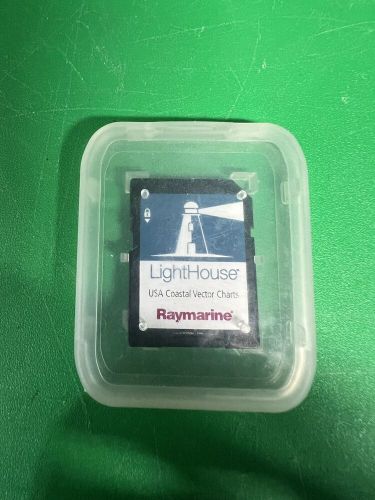 LightHouse®
USA Coastal Vector Charts
Raymarine®